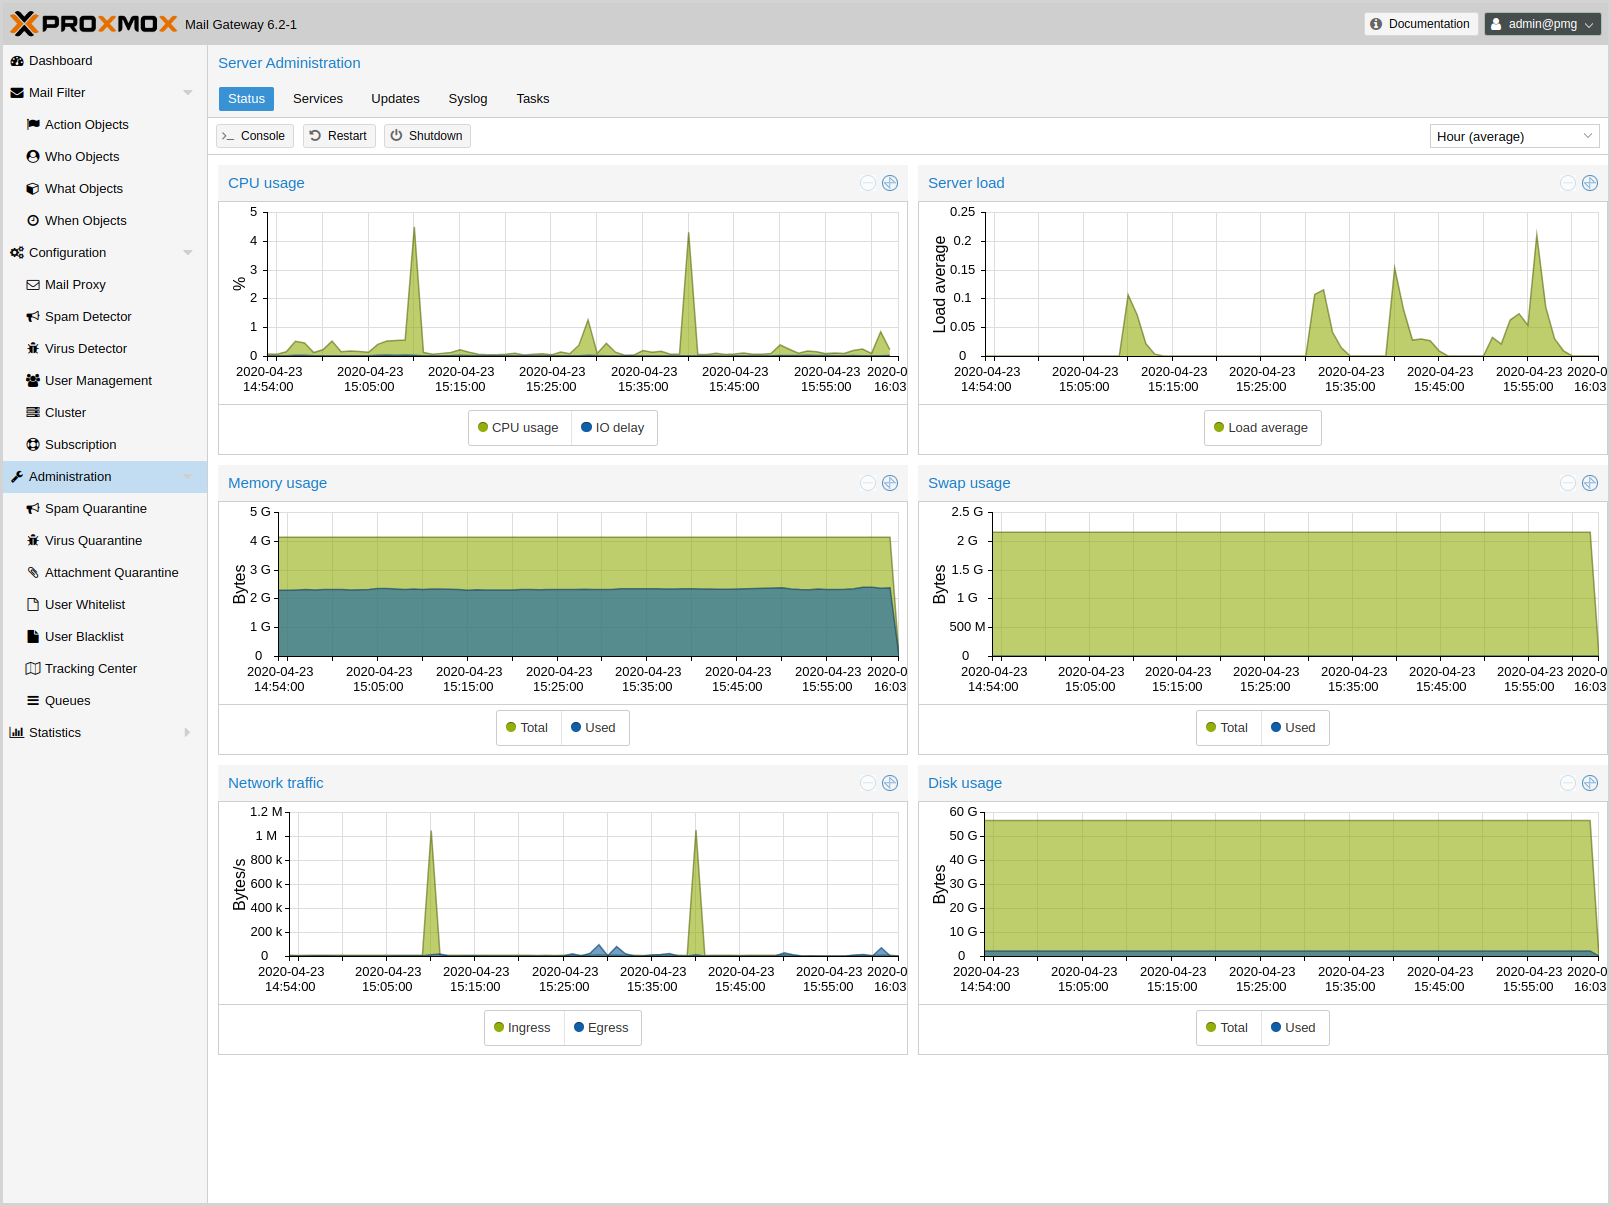 PROXMOX Mail Gateway 6.2-1
Documentation
admin@pmg
Dashboard
Mail Filter
Action Objects
Who Objects
What Objects
When Objects
Configuration
Mail Proxy
Spam Detector
Virus Detector
User Management
Cluster
Subscription
Administration
Spam Quarantine
Virus Quarantine
Attachment Quarantine
User Whitelist
User Blacklist
Tracking Center
Queues
Statistics
Server Administration
Status Services Updates Syslog Tasks
Console Restart Shutdown
Hour (average)
CPU usage
5
4
3
2
1
0
%
2020-04-23 2020-04-23 2020-04-23 2020-04-23 2020-04-23 2020-04-23 2020-04-23 2020-0
14:54:00 15:05:00 15:15:00 15:25:00 15:35:00 15:45:00 15:55:00 16:03
CPU usage IO delay
Server load
0.25
0.2
0.15
0.1
0.05
0
Load average
2020-04-23 2020-04-23 2020-04-23 2020-04-23 2020-04-23 2020-04-23 2020-04-23 2020-0
14:54:00 15:05:00 15:15:00 15:25:00 15:35:00 15:45:00 15:55:00 16:03
Load average
Memory usage
5 G
4 G
3 G
2 G
1 G
0
Bytes
2020-04-23 2020-04-23 2020-04-23 2020-04-23 2020-04-23 2020-04-23 2020-04-23 2020-0
14:54:00 15:05:00 15:15:00 15:25:00 15:35:00 15:45:00 15:55:00 16:03
Total Used
Swap usage
2.5 G
2 G
1.5 G
1 G
500 M
0
Bytes
2020-04-23 2020-04-23 2020-04-23 2020-04-23 2020-04-23 2020-04-23 2020-04-23 2020-0
14:54:00 15:05:00 15:15:00 15:25:00 15:35:00 15:45:00 15:55:00 16:03
Total Used
Network traffic
1.2 M
1 M
800 k
600 k
400 k
200 k
0
Bytes/s
2020-04-23 2020-04-23 2020-04-23 2020-04-23 2020-04-23 2020-04-23 2020-04-23 2020-0
14:54:00 15:05:00 15:15:00 15:25:00 15:35:00 15:45:00 15:55:00 16:03
Ingress Egress
Disk usage
60 G
50 G
40 G
30 G
20 G
10 G
0
Bytes
2020-04-23 2020-04-23 2020-04-23 2020-04-23 2020-04-23 2020-04-23 2020-04-23 2020-0
14:54:00 15:05:00 15:15:00 15:25:00 15:35:00 15:45:00 15:55:00 16:03
Total Used